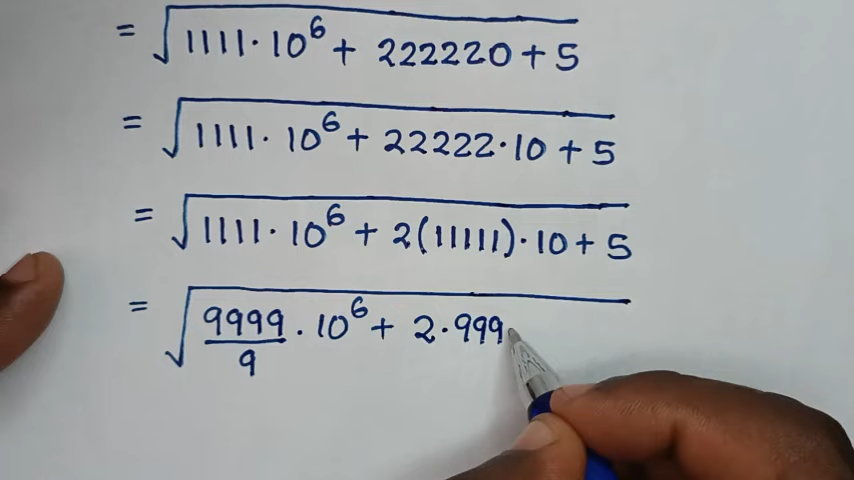 = √1111·10⁶ + 222220 + 5
= √1111·10⁶ + 22222·10 + 5
= √1111·10⁶ + 2(11111)·10 + 5
= √9999/9·10⁶ + 2·999